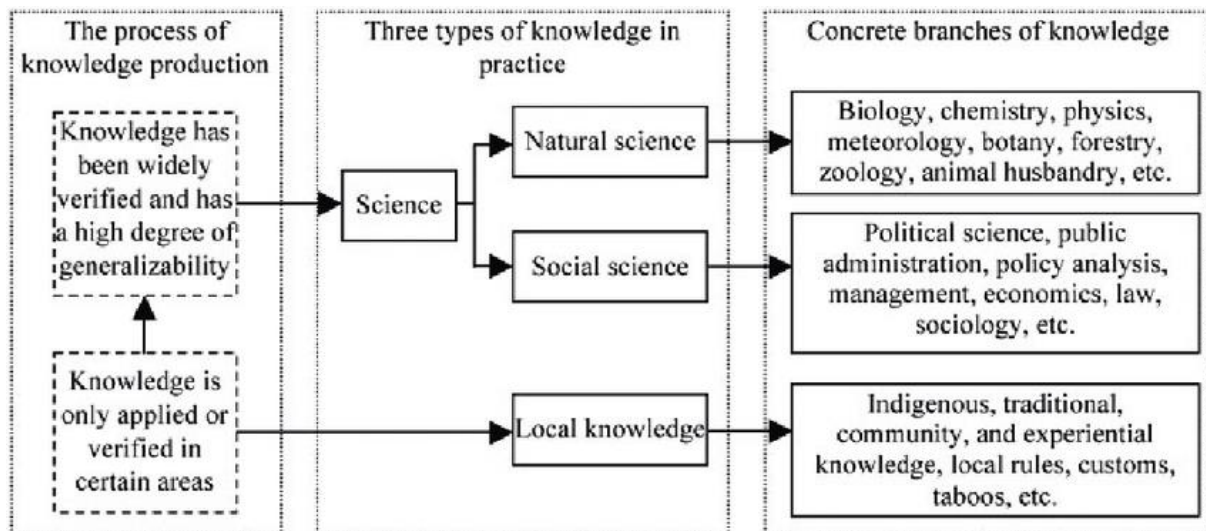 The process of
knowledge production
Knowledge has
been widely
verified and has
a high degree of
generalizability
Knowledge is
only applied or
verified in
certain areas
Three types of knowledge in
practice
Science
Natural science
Social science
Local knowledge
Concrete branches of knowledge
Biology, chemistry, physics,
meteorology, botany, forestry,
zoology, animal husbandry, etc.
Political science, public
administration, policy analysis,
management, economics, law,
sociology, etc.
Indigenous, traditional,
community, and experiential
knowledge, local rules, customs,
taboos, etc.